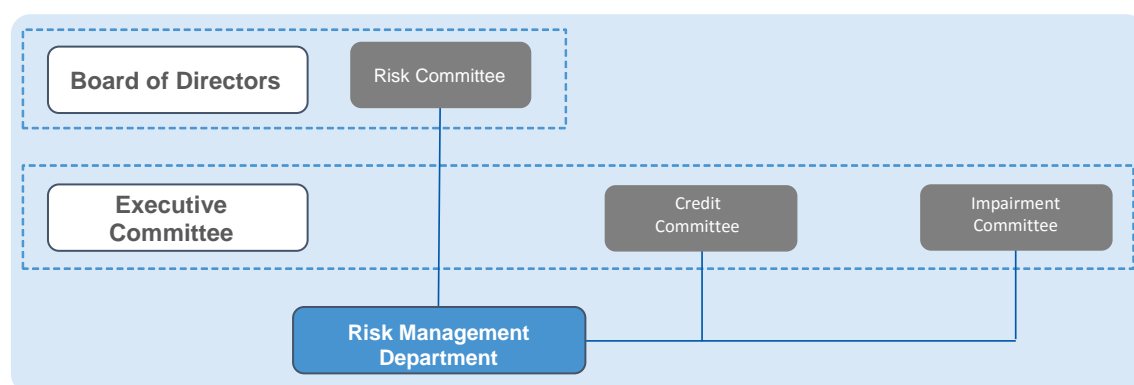 Board of Directors
Risk Committee
Executive
Committee
Credit
Committee
Impairment
Committee
Risk Management
Department